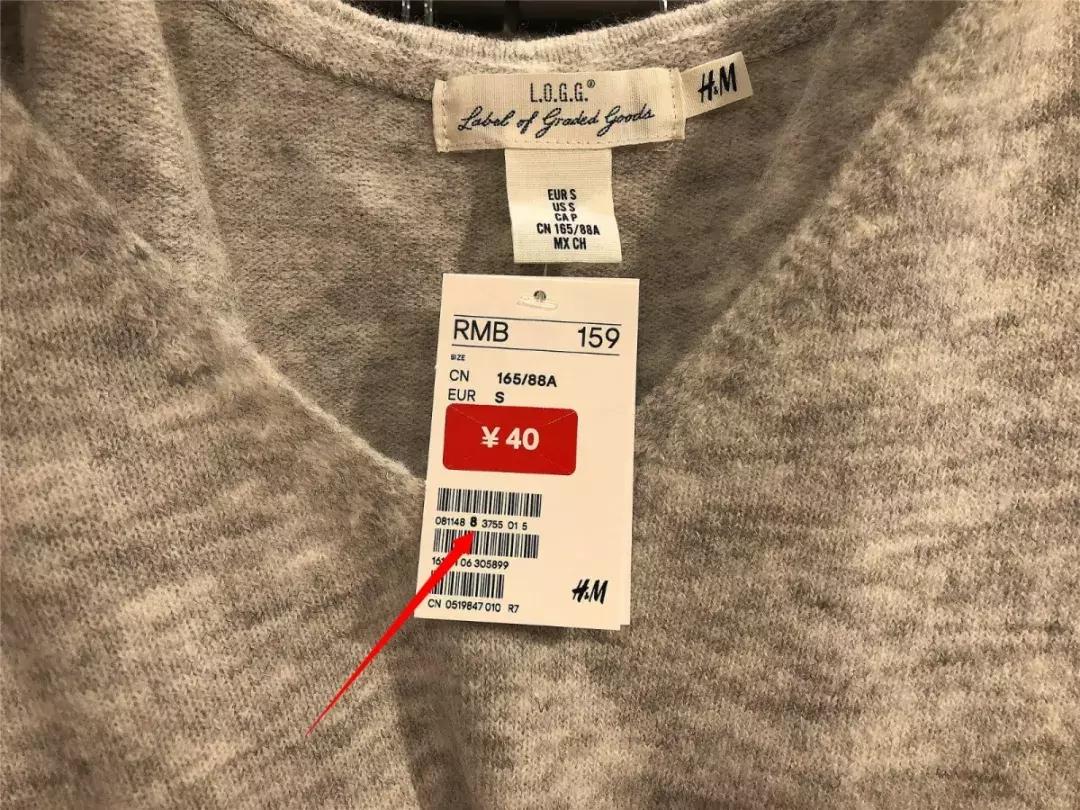 L.O.G.G.®
Label of Graded Goods
H&M
EUR S
US S
CA P
CN 165/88A
MX CH
RMB 159
SIZE
CN 165/88A
EUR S
¥ 40
081148 8 3755 01 5
06 305899
H&M
CN 0519847 010 R7